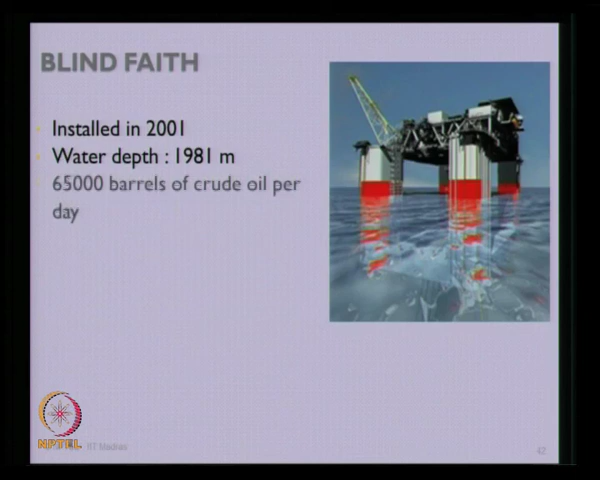 BLIND FAITH
Installed in 2001
Water depth : 1981 m
65000 barrels of crude oil per
day
NPTEL
IIT Madras
42